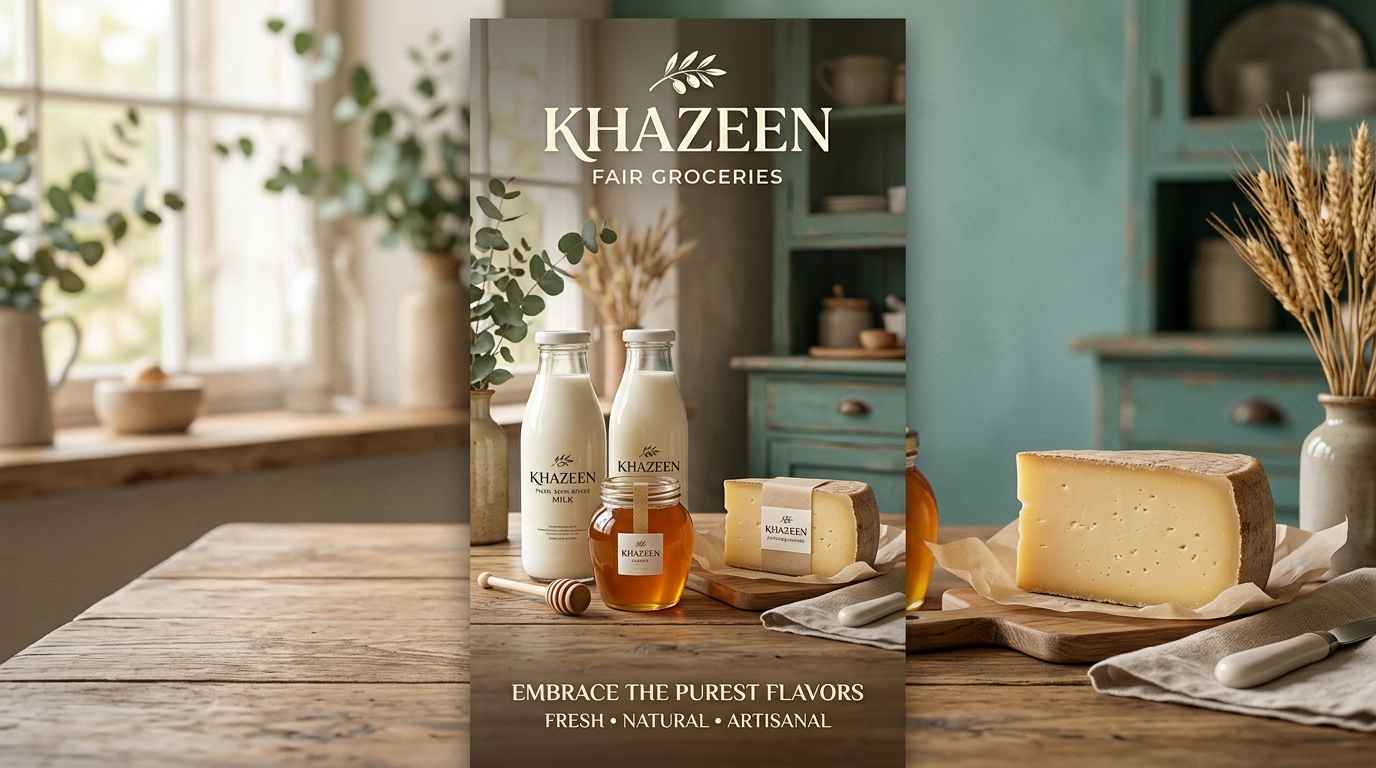 KHAZEEN
FAIR GROCERIES
KHAZEEN
MILK
KHAZEEN
KHAZEEN
KHAZEEN
EMBRACE THE PUREST FLAVORS
FRESH • NATURAL • ARTISANAL